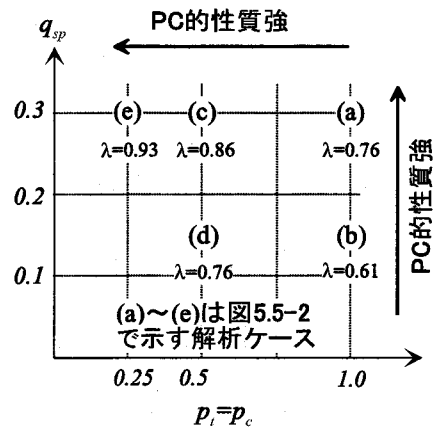 PC的性質強
q_sp
0.3
(e)
(c)
(a)
λ=0.93
λ=0.86
λ=0.76
0.2
(d)
(b)
0.1
λ=0.76
λ=0.61
(a)～(e)は図5.5-2
で示す解析ケース
0.25
0.5
1.0
p_t=p_c
PC的性質強